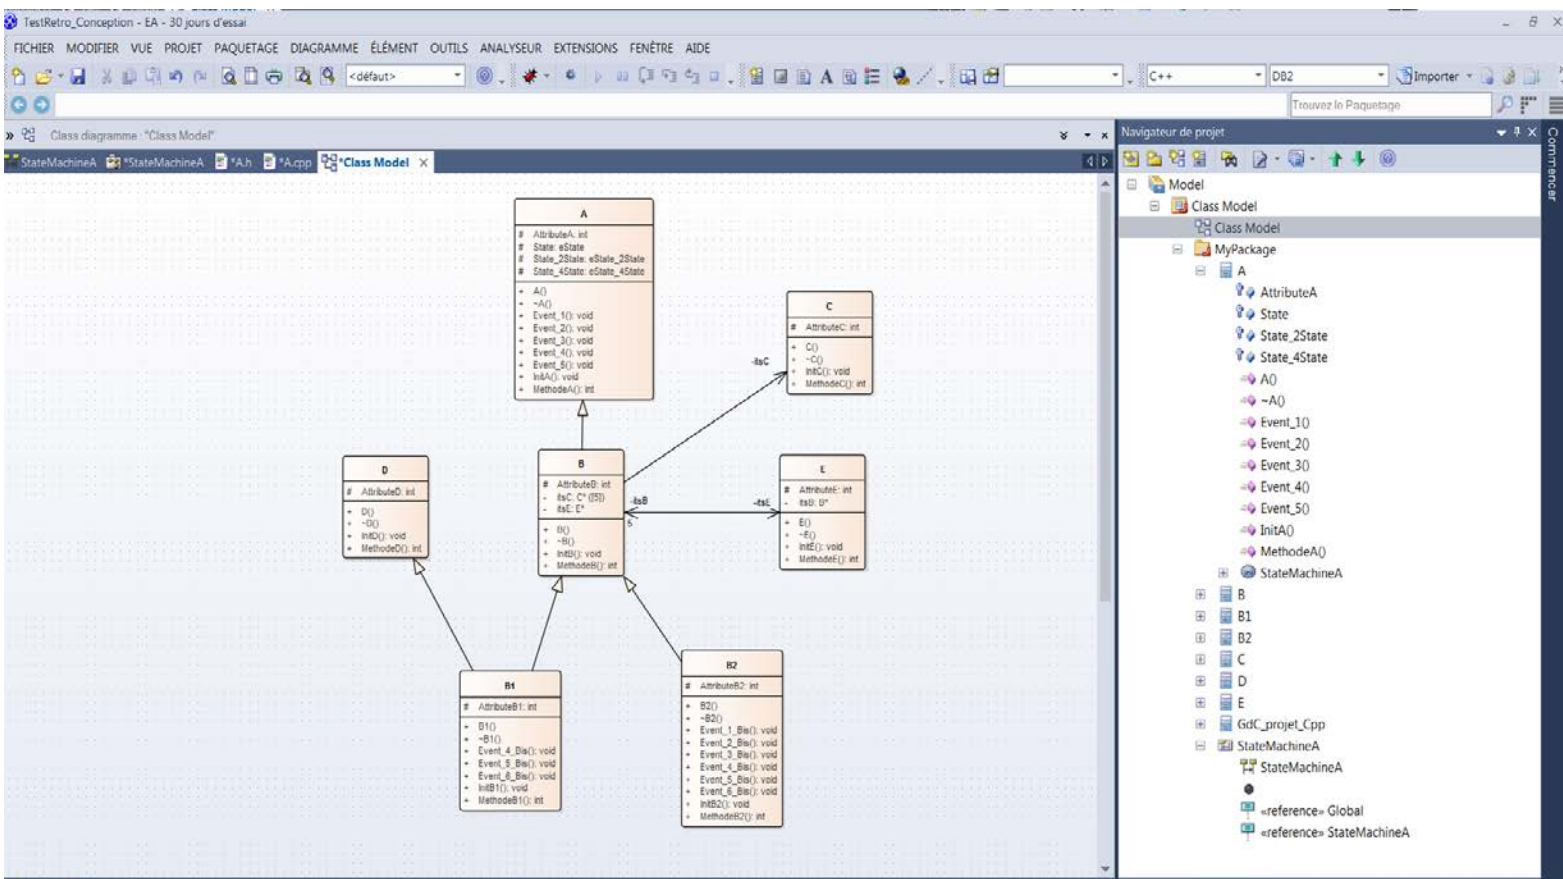 TestRetro_Conception - EA - 30 jours d'essai
FICHIER MODIFIER VUE PROJET PAQUETAGE DIAGRAMME ÉLÉMENT OUTILS ANALYSEUR EXTENSIONS FENÊTRE AIDE
<défaut> C++ DB2 Importer
Trouvez le Paquetage
Class diagramme: "Class Model"
StateMachineA *StateMachineA *A.h *A.cpp *Class Model
A
# AttributeA: int
# State: eState
# State_2State: eState_2State
# State_4State: eState_4State
+ A()
+ ~A()
+ Event_1(): void
+ Event_2(): void
+ Event_3(): void
+ Event_4(): void
+ Event_5(): void
+ InitA(): void
+ MethodeA(): int
C
# AttributeC: int
+ C()
+ ~C()
+ InitC(): void
+ MethodeC(): int
-itsC
D
# AttributeD: int
+ D()
+ ~D()
+ InitD(): void
+ MethodeD(): int
B
# AttributeB: int
- itsC: C* ([5])
- itsE: E*
+ B()
+ ~B()
+ InitB(): void
+ MethodeB(): int
-itsB
5
-itsE
E
# AttributeE: int
- itsB: B*
+ E()
+ ~E()
+ InitE(): void
+ MethodeE(): int
B1
# AttributeB1: int
+ B1()
+ ~B1()
+ Event_4_Bis(): void
+ Event_5_Bis(): void
+ Event_6_Bis(): void
+ InitB1(): void
+ MethodeB1(): int
B2
# AttributeB2: int
+ B2()
+ ~B2()
+ Event_1_Bis(): void
+ Event_2_Bis(): void
+ Event_3_Bis(): void
+ Event_4_Bis(): void
+ Event_5_Bis(): void
+ Event_6_Bis(): void
+ InitB2(): void
+ MethodeB2(): int
Navigateur de projet
Model
Class Model
Class Model
MyPackage
A
AttributeA
State
State_2State
State_4State
A()
~A()
Event_1()
Event_2()
Event_3()
Event_4()
Event_5()
InitA()
MethodeA()
StateMachineA
B
B1
B2
C
D
E
GdC_projet_Cpp
StateMachineA
StateMachineA
«reference» Global
«reference» StateMachineA
Commencer